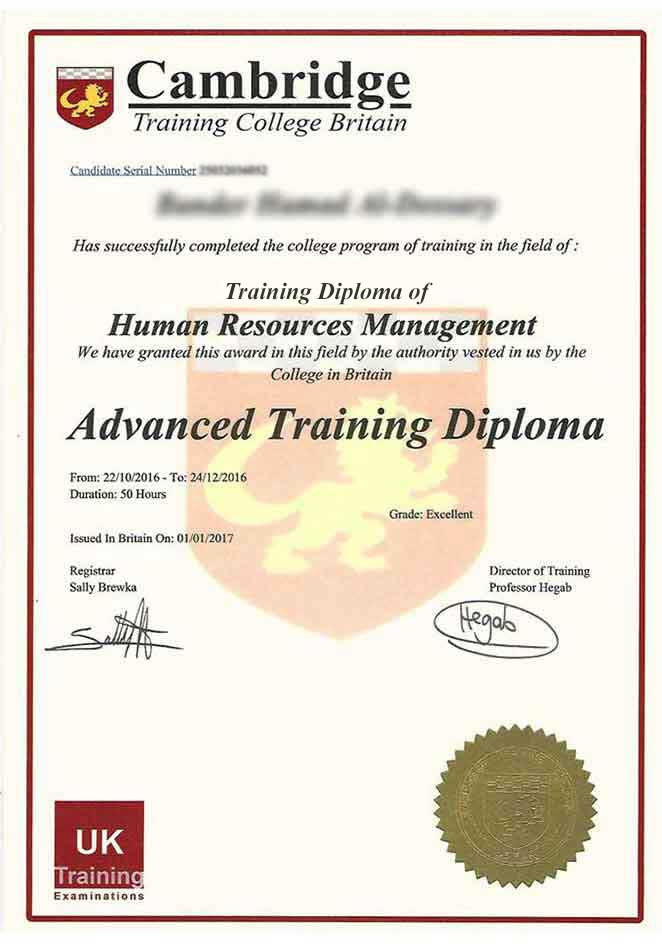 Cambridge
Training College Britain
Candidate Serial Number
Has successfully completed the college program of training in the field of :
Training Diploma of
Human Resources Management
We have granted this award in this field by the authority vested in us by the
College in Britain
Advanced Training Diploma
From: 22/10/2016 - To: 24/12/2016
Duration: 50 Hours
Grade: Excellent
Issued In Britain On: 01/01/2017
Registrar
Sally Brewka
Director of Training
Professor Hegab
Hegab
UK
Training
Examinations